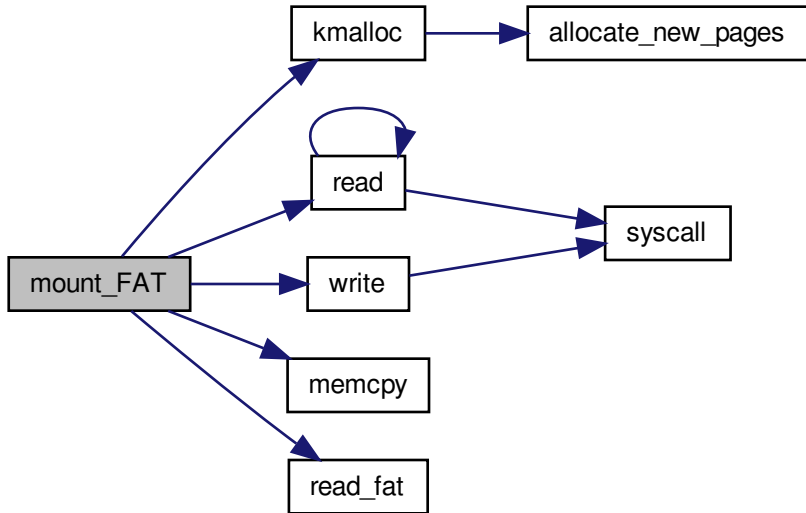 mount_FAT
kmalloc
allocate_new_pages
read
syscall
write
memcpy
read_fat